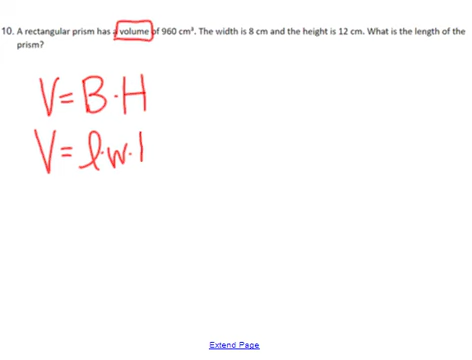 10. A rectangular prism has a volume of 960 cm³. The width is 8 cm and the height is 12 cm. What is the length of the
prism?
V = B · H
V = l · w · l
Extend Page